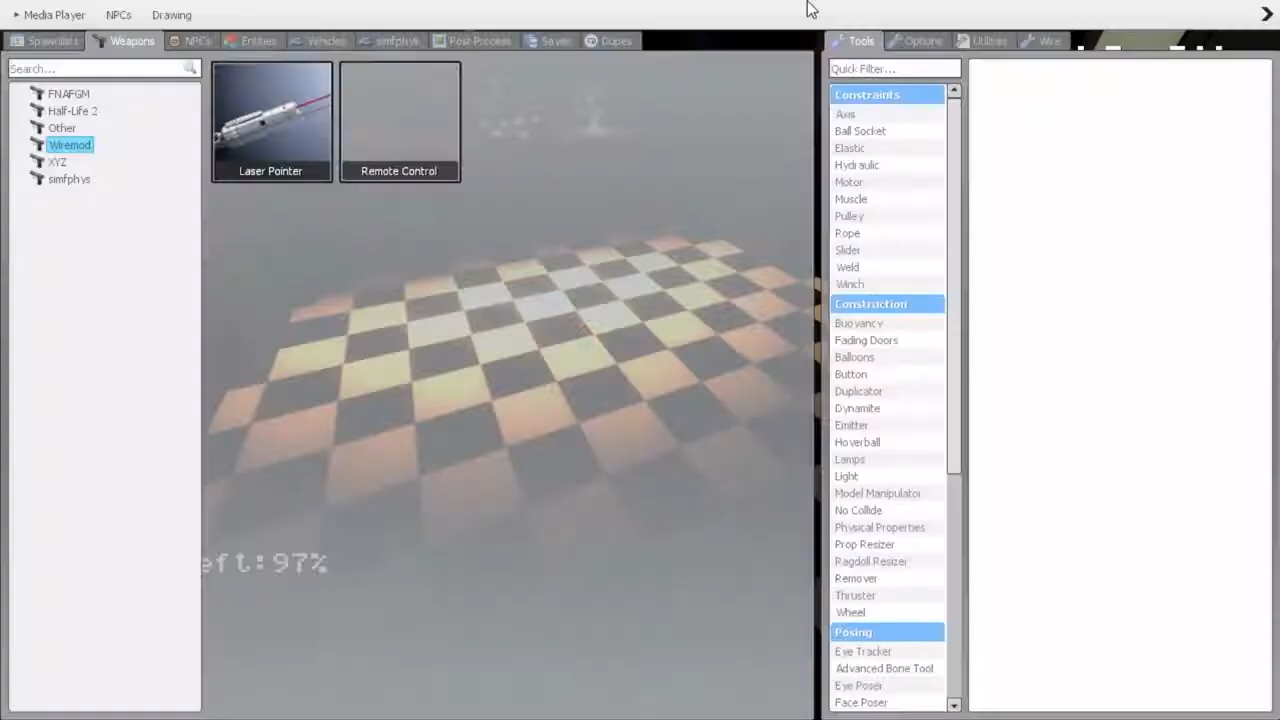 Media Player NPCs Drawing
Spawnlists Weapons NPCs Entities Vehicles simfphys Post Process Saves Dupes
Search...
FNAFGM
Half-Life 2
Other
Wiremod
XYZ
simfphys
Laser Pointer
Remote Control
eft:97%
Tools Options Utilities Wire
Quick Filter...
Constraints
Axis
Ball Socket
Elastic
Hydraulic
Motor
Muscle
Pulley
Rope
Slider
Weld
Winch
Construction
Buoyancy
Fading Doors
Balloons
Button
Duplicator
Dynamite
Emitter
Hoverball
Lamps
Light
Model Manipulator
No Collide
Physical Properties
Prop Resizer
Ragdoll Resizer
Remover
Thruster
Wheel
Posing
Eye Tracker
Advanced Bone Tool
Eye Poser
Face Poser